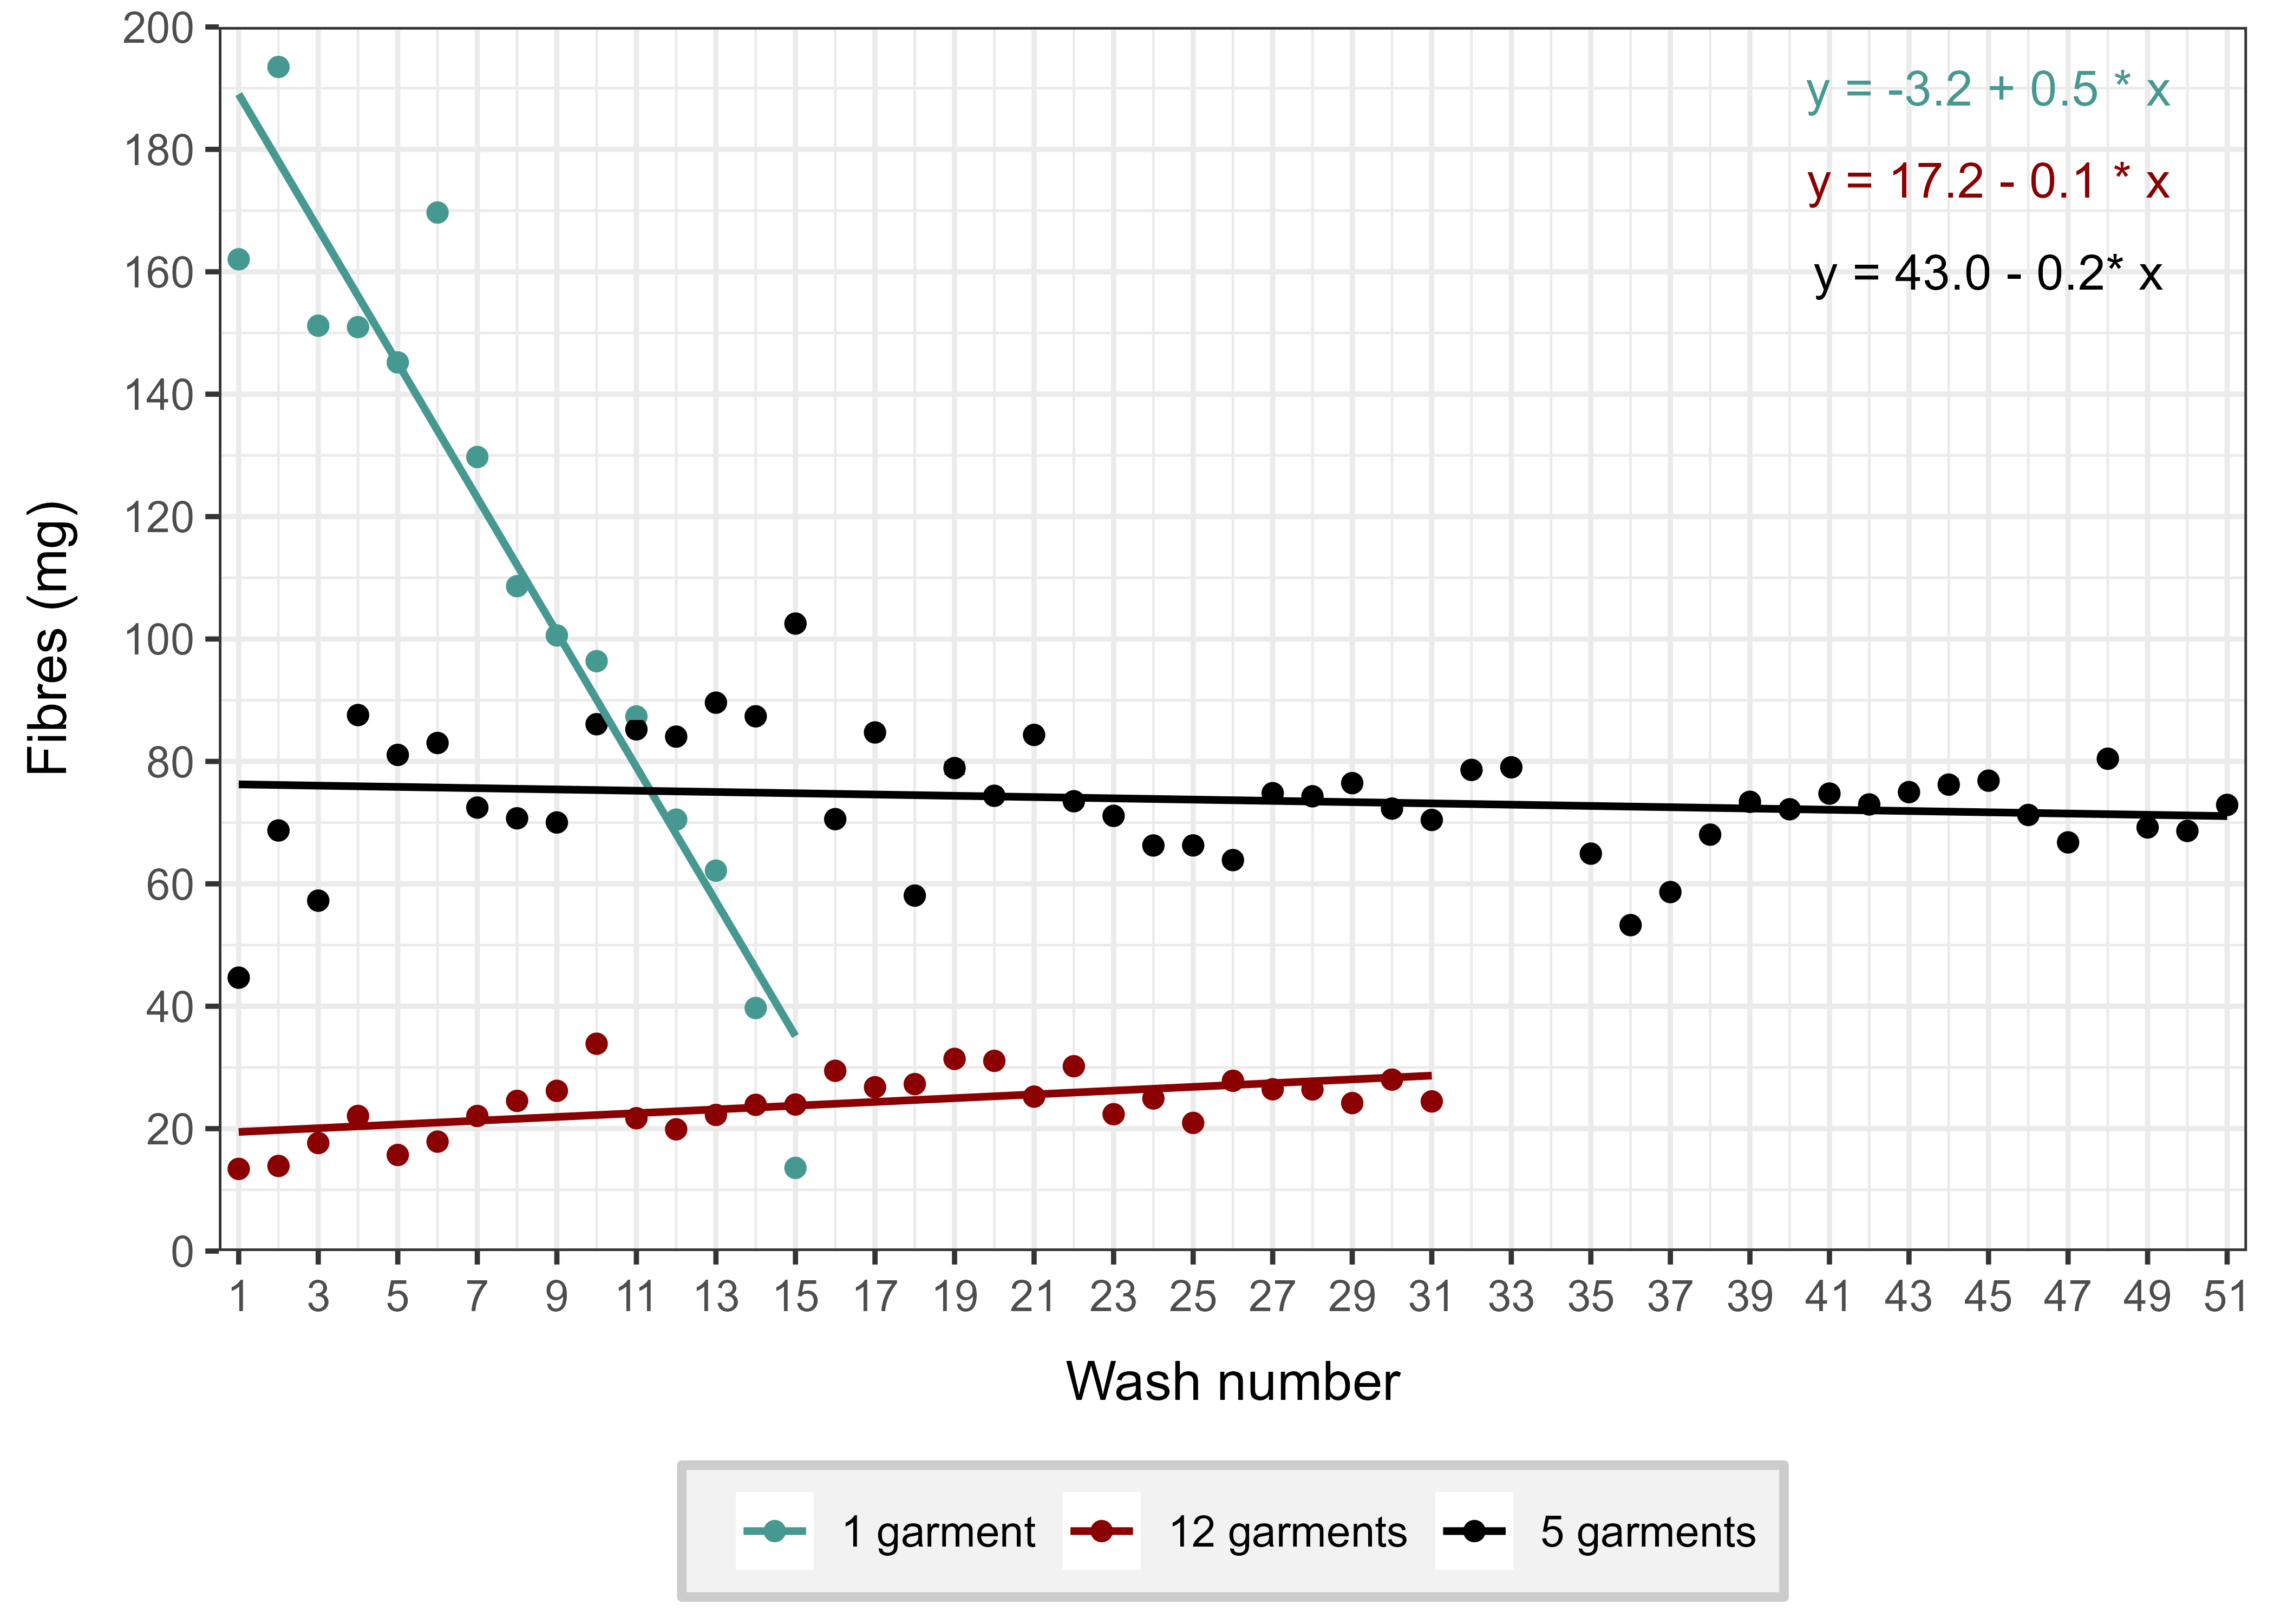 200
180
160
140
120
100
80
60
40
20
0
Fibres (mg)
y = -3.2 + 0.5 * x
y = 17.2 - 0.1 * x
y = 43.0 - 0.2* x
1 3 5 7 9 11 13 15 17 19 21 23 25 27 29 31 33 35 37 39 41 43 45 47 49 51
Wash number
1 garment 12 garments 5 garments